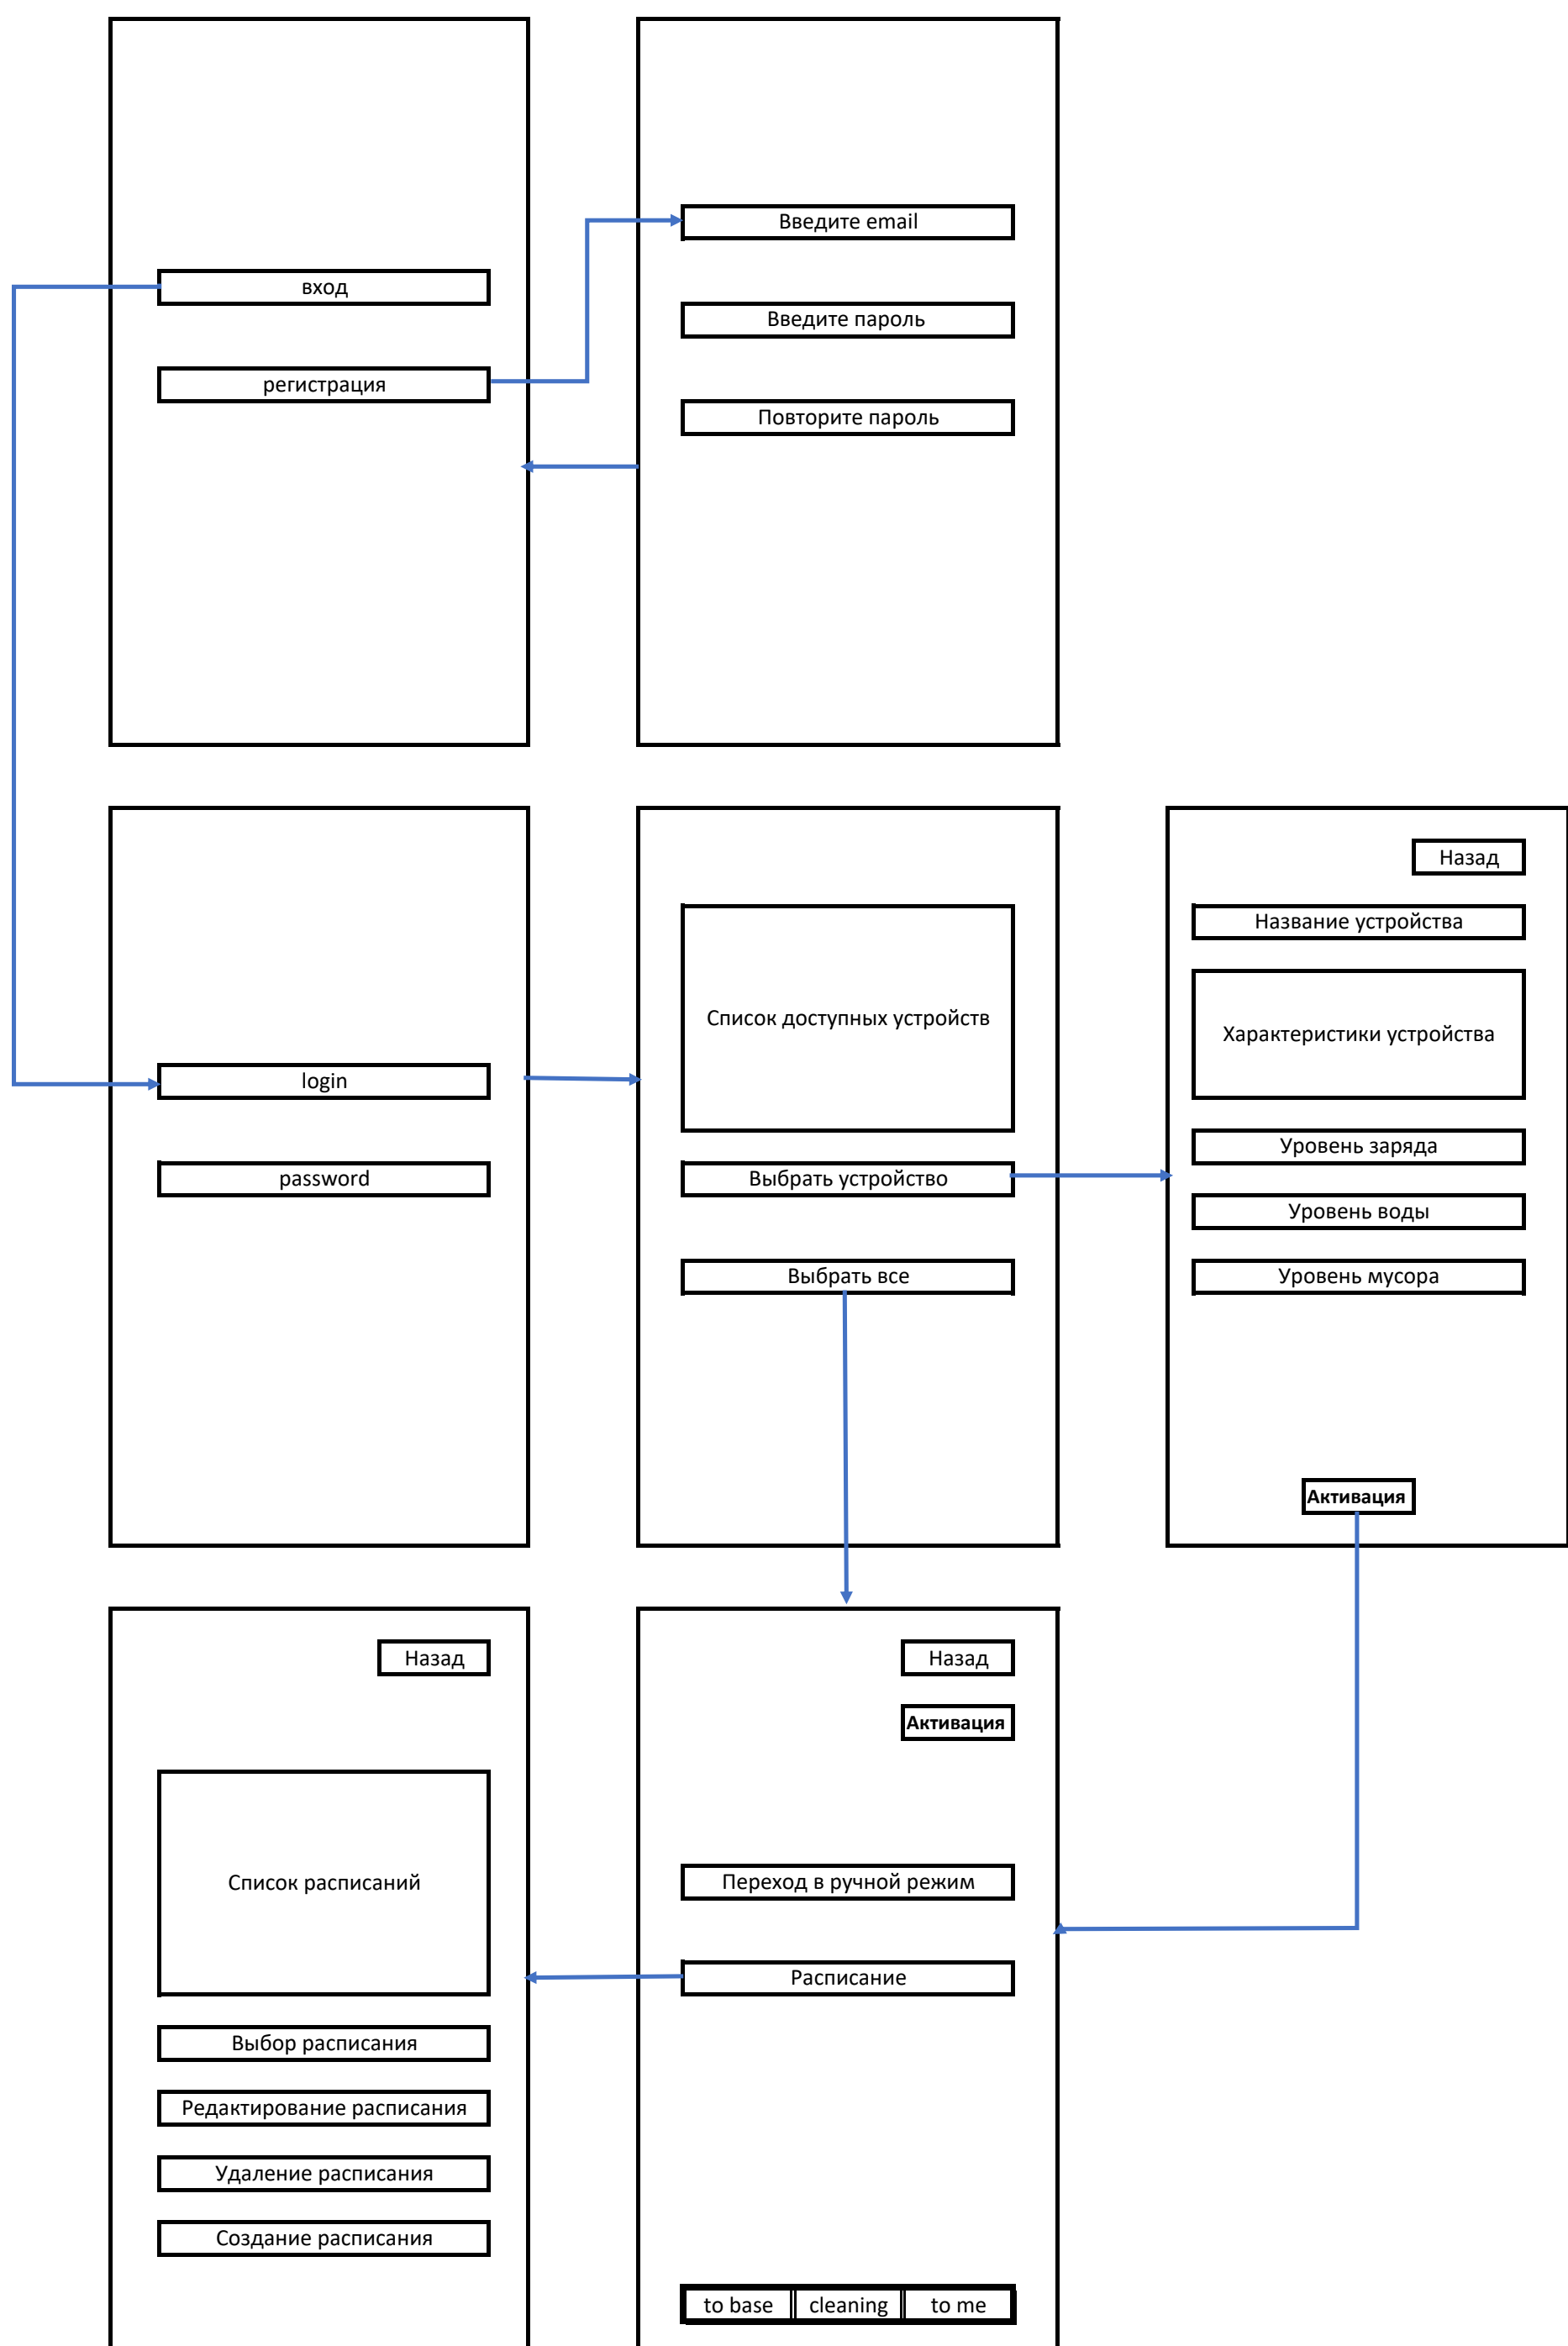 вход
регистрация
Введите email
Введите пароль
Повторите пароль
login
password
Список доступных устройств
Выбрать устройство
Выбрать все
Назад
Название устройства
Характеристики устройства
Уровень заряда
Уровень воды
Уровень мусора
Активация
Назад
Список расписаний
Выбор расписания
Редактирование расписания
Удаление расписания
Создание расписания
Назад
Активация
Переход в ручной режим
Расписание
to base cleaning to me